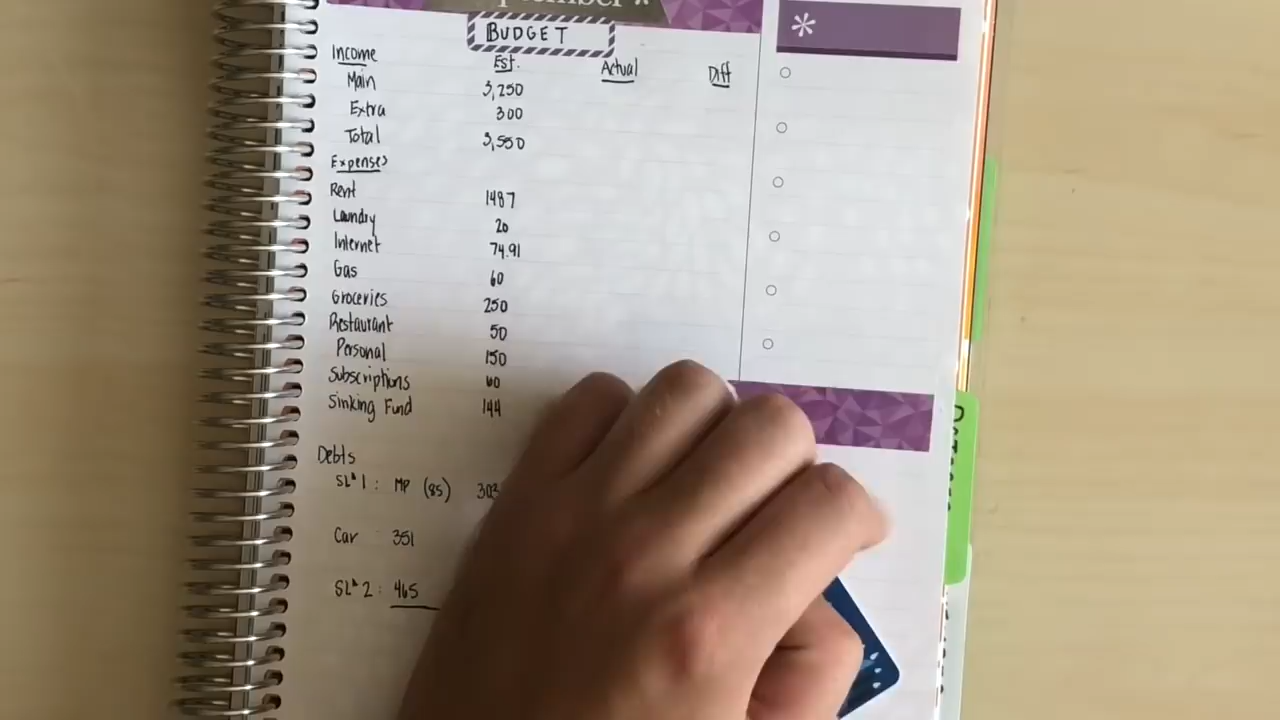 BUDGET
*
Income Est. Actual Diff
Main 3,250
Extra 300
Total 3,550
Expenses
Rent 1487
Laundry 20
Internet 74.91
Gas 60
Groceries 250
Restaurant 50
Personal 150
Subscriptions 60
Sinking Fund 144
Debts
SL# 1: MP (85) 303
Car 351
SL# 2: 465